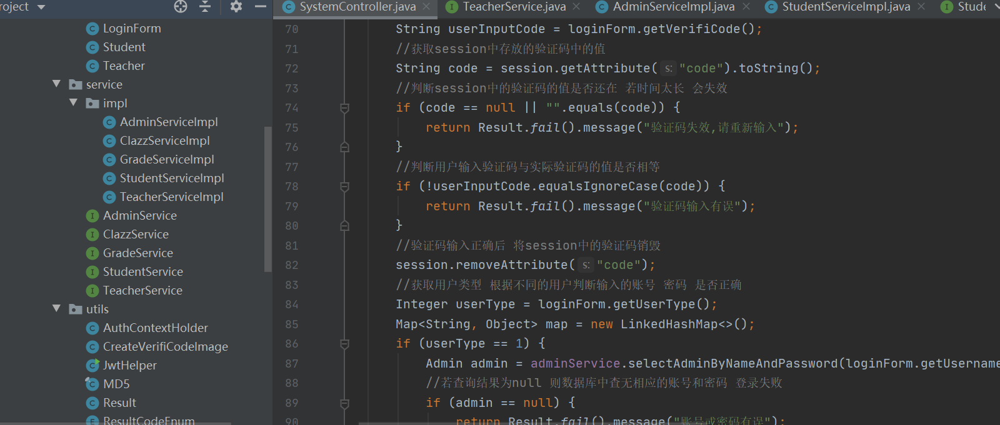 roject
SystemController.java
TeacherService.java
AdminServiceImpl.java
StudentServiceImpl.java
Stude
LoginForm
Student
Teacher
service
impl
AdminServiceImpl
ClazzServiceImpl
GradeServiceImpl
StudentServiceImpl
TeacherServiceImpl
AdminService
ClazzService
GradeService
StudentService
TeacherService
utils
AuthContextHolder
CreateVerifiCodeImage
JwtHelper
MD5
Result
ResultCodeEnum
70 String userInputCode = loginForm.getVerifiCode();
71 //获取session中存放的验证码中的值
72 String code = session.getAttribute( s: "code").toString();
73 //判断session中的验证码的值是否还在 若时间太长 会失效
74 if (code == null || "".equals(code)) {
75 return Result.fail().message("验证码失效,请重新输入");
76 }
77 //判断用户输入验证码与实际验证码的值是否相等
78 if (!userInputCode.equalsIgnoreCase(code)) {
79 return Result.fail().message("验证码输入有误");
80 }
81 //验证码输入正确后 将session中的验证码销毁
82 session.removeAttribute( s: "code");
83 //获取用户类型 根据不同的用户判断输入的账号 密码 是否正确
84 Integer userType = loginForm.getUserType();
85 Map<String, Object> map = new LinkedHashMap<>();
86 if (userType == 1) {
87 Admin admin = adminService.selectAdminByNameAndPassword(loginForm.getUsername
88 //若查询结果为null 则数据库中查无相应的账号和密码 登录失败
89 if (admin == null) {
90 return Result.fail().message("账号或密码有误");